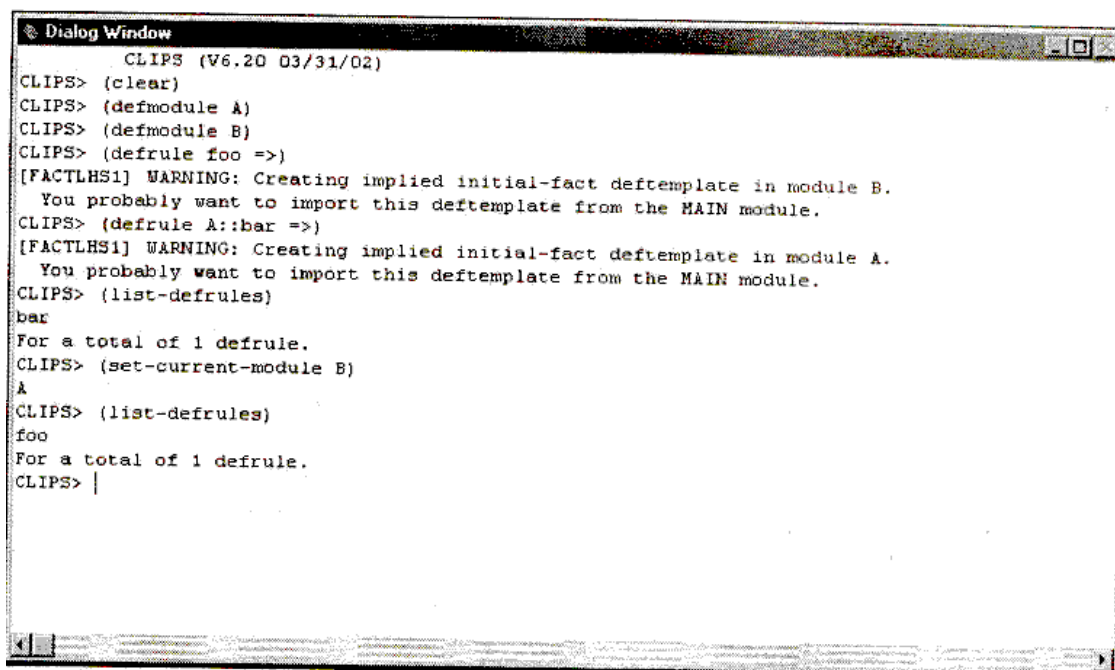 Dialog Window
CLIPS (V6.20 03/31/02)
CLIPS> (clear)
CLIPS> (defmodule A)
CLIPS> (defmodule B)
CLIPS> (defrule foo =>)
[FACTLHS1] WARNING: Creating implied initial-fact deftemplate in module B.
You probably want to import this deftemplate from the MAIN module.
CLIPS> (defrule A::bar =>)
[FACTLHS1] WARNING: Creating implied initial-fact deftemplate in module A.
You probably want to import this deftemplate from the MAIN module.
CLIPS> (list-defrules)
bar
For a total of 1 defrule.
CLIPS> (set-current-module B)
A
CLIPS> (list-defrules)
foo
For a total of 1 defrule.
CLIPS>